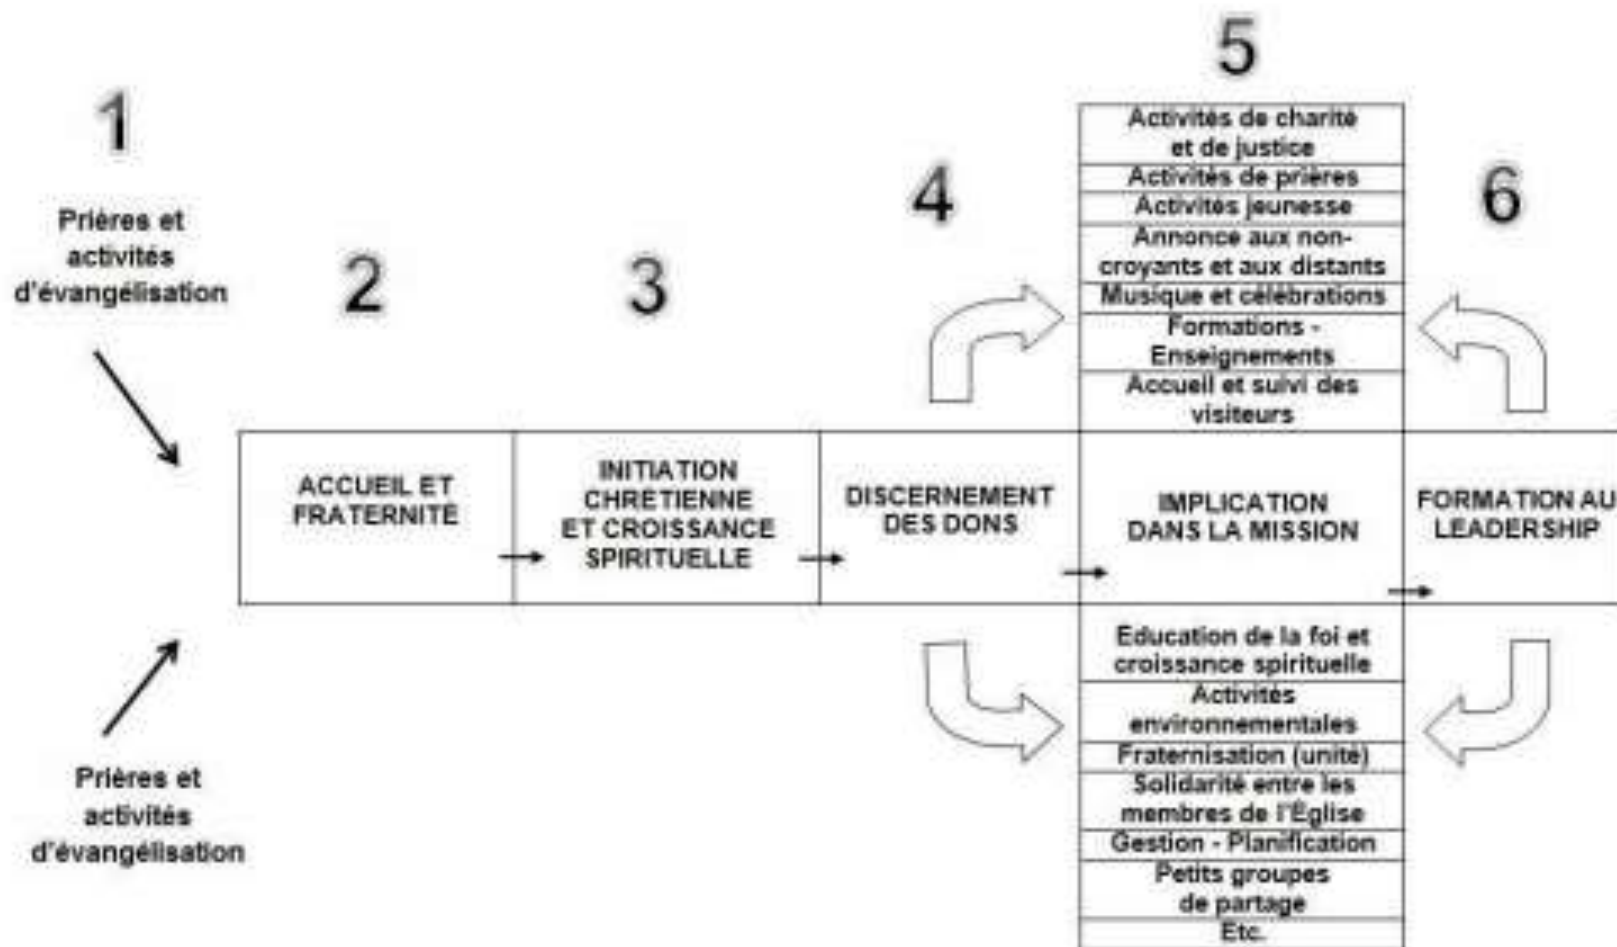 1
Prières et
activités
d'évangélisation
2
3
4
5
6
Activités de charité
et de justice
Activités de prières
Activités jeunesse
Annonce aux non-
croyants et aux distants
Musique et célébrations
Formations -
Enseignements
Accueil et suivi des
visiteurs
ACCUEIL ET
FRATERNITÉ
INITIATION
CHRÉTIENNE
ET CROISSANCE
SPIRITUELLE
DISCERNEMENT
DES DONS
IMPLICATION
DANS LA MISSION
FORMATION AU
LEADERSHIP
Education de la foi et
croissance spirituelle
Activités
environnementales
Fraternisation (unité)
Solidarité entre les
membres de l'Église
Gestion - Planification
Petits groupes
de partage
Etc.
Prières et
activités
d'évangélisation